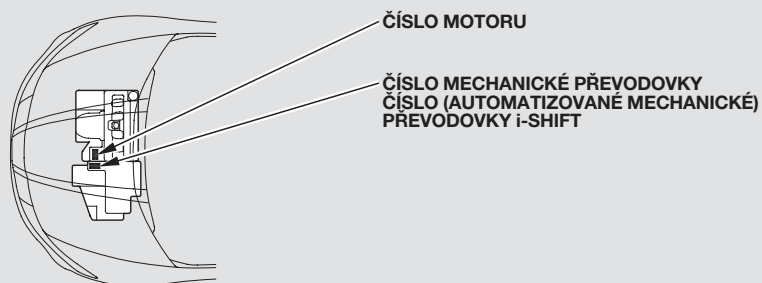 ČÍSLO MOTORU
ČÍSLO MECHANICKÉ PŘEVODOVKY
ČÍSLO (AUTOMATIZOVANÉ MECHANICKÉ)
PŘEVODOVKY i-SHIFT